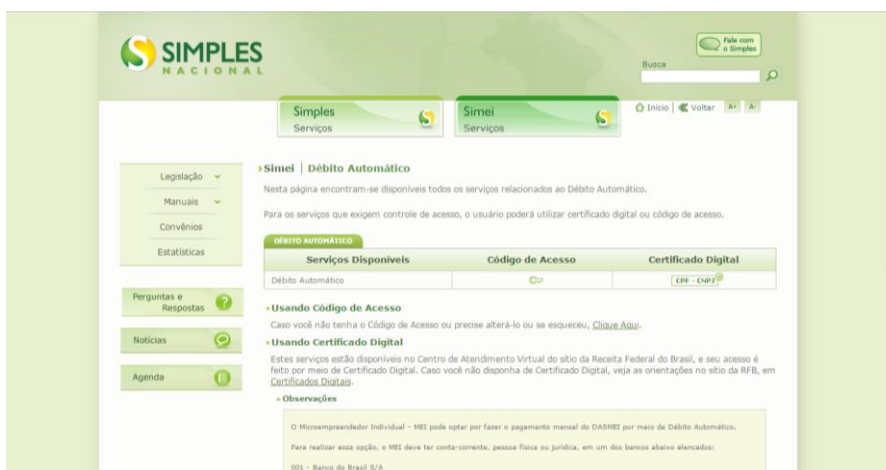 SIMPLES
NACIONAL
Fale com
o Simples
Busca
Simples
Serviços
Simei
Serviços
Início | Voltar A+ A-
Legislação
Manuais
Convênios
Estatísticas
Perguntas e
Respostas
Notícias
Agenda
Simei | Débito Automático
Nesta página encontram-se disponíveis todos os serviços relacionados ao Débito Automático.
Para os serviços que exigem controle de acesso, o usuário poderá utilizar certificado digital ou código de acesso.
DÉBITO AUTOMÁTICO
Serviços Disponíveis Código de Acesso Certificado Digital
Débito Automático CPF - CNPJ
Usando Código de Acesso
Caso você não tenha o Código de Acesso ou precise alterá-lo ou se esqueceu, Clique Aqui.
Usando Certificado Digital
Estes serviços estão disponíveis no Centro de Atendimento Virtual do sítio da Receita Federal do Brasil, e seu acesso é
feito por meio de Certificado Digital. Caso você não disponha de Certificado Digital, veja as orientações no sítio da RFB, em
Certificados Digitais.
Observações
O Microempreendedor Individual - MEI pode optar por fazer o pagamento mensal do DASMEI por meio de Débito Automático.
Para realizar essa opção, o MEI deve ter conta-corrente, pessoa física ou jurídica, em um dos bancos abaixo elencados:
001 - Banco do Brasil S/A